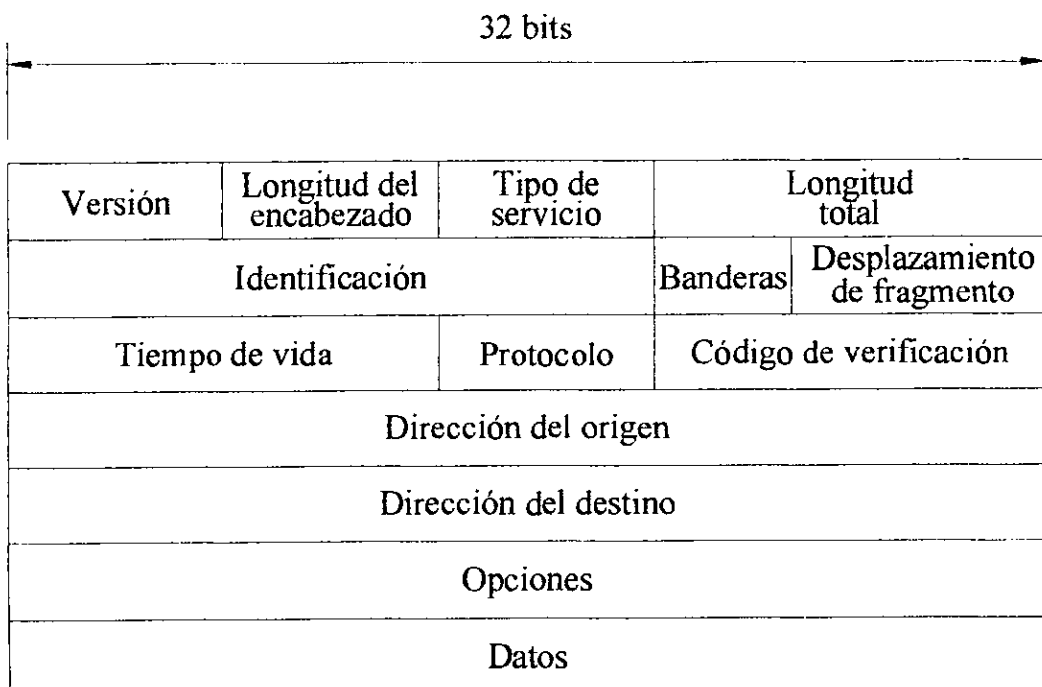 32 bits
Versión
Longitud del
encabezado
Tipo de
servicio
Longitud
total
Identificación
Banderas
Desplazamiento
de fragmento
Tiempo de vida
Protocolo
Código de verificación
Dirección del origen
Dirección del destino
Opciones
Datos